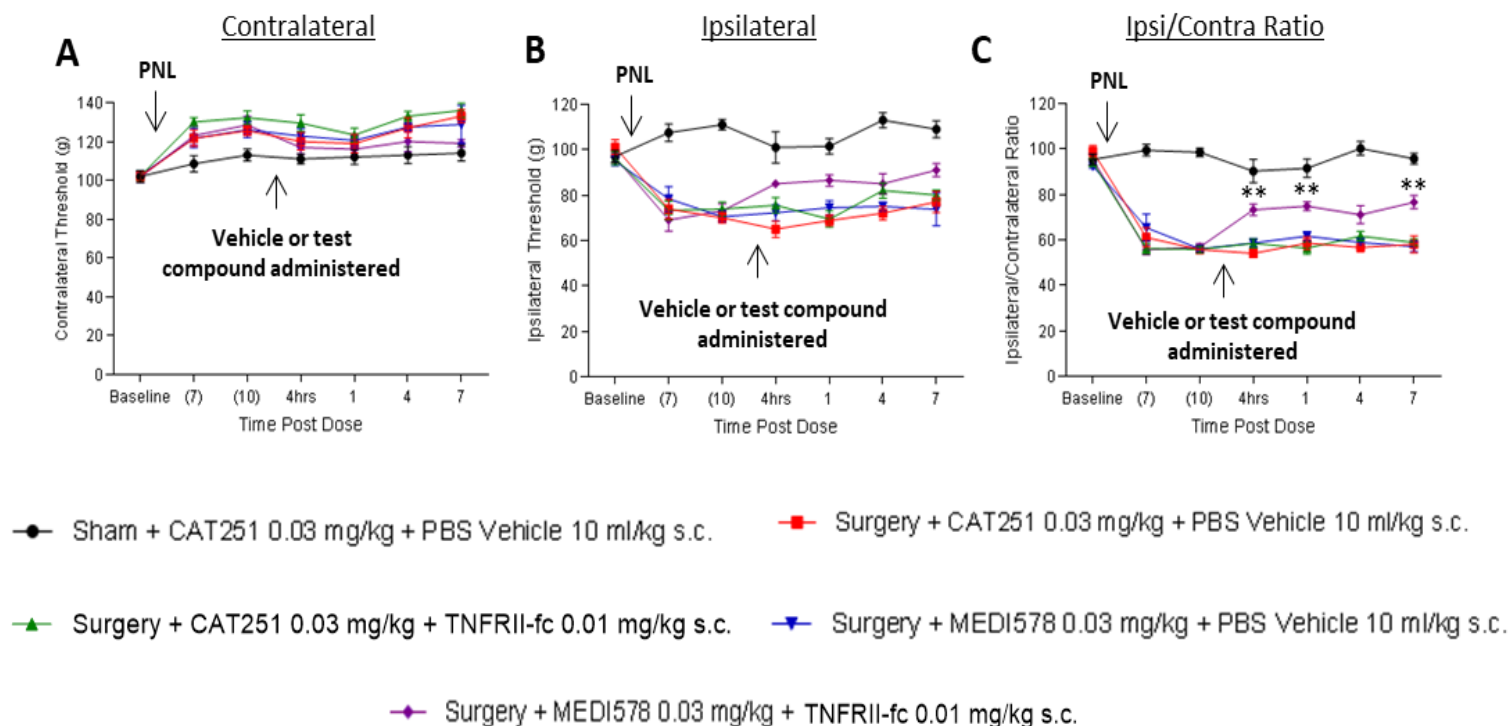 Contralateral
Ipsilateral
Ipsi/Contra Ratio
A
B
C
PNL
PNL
PNL
Contralateral Threshold (g)
140
120
100
80
60
40
20
0
Vehicle or test
compound administered
Baseline (7) (10) 4hrs 1 4 7
Time Post Dose
Ipsilateral Threshold (g)
120
100
80
60
40
20
0
Vehicle or test compound
administered
Baseline (7) (10) 4hrs 1 4 7
Time Post Dose
Ipsilateral/Contralateral Ratio
120
100
80
60
40
20
0
** ** **
Vehicle or test compound
administered
Baseline (7) (10) 4hrs 1 4 7
Time Post Dose
Sham + CAT251 0.03 mg/kg + PBS Vehicle 10 ml/kg s.c.
Surgery + CAT251 0.03 mg/kg + PBS Vehicle 10 ml/kg s.c.
Surgery + CAT251 0.03 mg/kg + TNFRII-fc 0.01 mg/kg s.c.
Surgery + MEDI578 0.03 mg/kg + PBS Vehicle 10 ml/kg s.c.
Surgery + MEDI578 0.03 mg/kg + TNFRII-fc 0.01 mg/kg s.c.